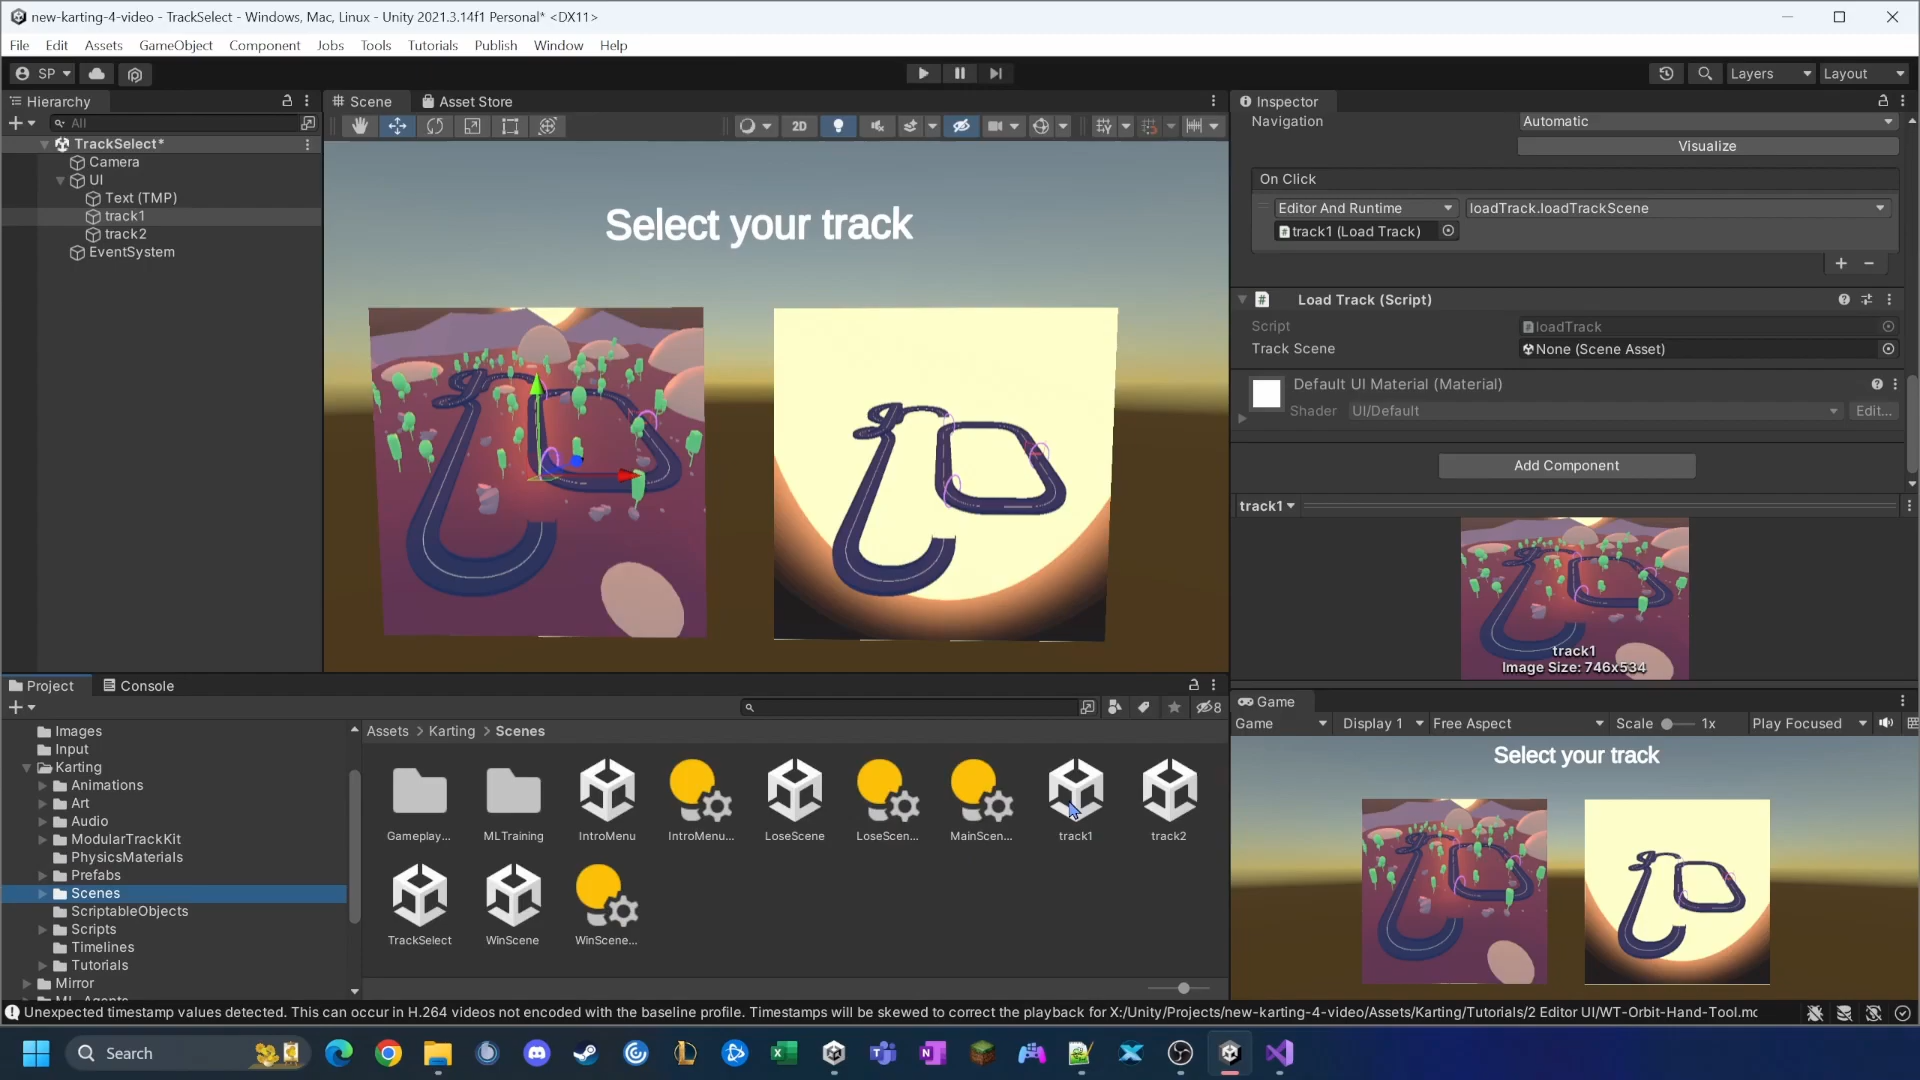 new-karting-4-video - TrackSelect - Windows, Mac, Linux - Unity 2021.3.14f1 Personal* <DX11>
File Edit Assets GameObject Component Jobs Tools Tutorials Publish Window Help
SP Layers Layout
Hierarchy
All
TrackSelect*
Camera
UI
Text (TMP)
track1
track2
EventSystem
Scene Asset Store
2D
Select your track
Inspector
Navigation Automatic
Visualize
On Click
Editor And Runtime loadTrack.loadTrackScene
track1 (Load Track)
Load Track (Script)
Script loadTrack
Track Scene None (Scene Asset)
Default UI Material (Material)
Shader UI/Default Edit...
Add Component
track1
track1
Image Size: 746x534
Project Console
8
Images
Input
Karting
Animations
Art
Audio
ModularTrackKit
PhysicsMaterials
Prefabs
Scenes
ScriptableObjects
Scripts
Timelines
Tutorials
Mirror
ML Agents
Assets > Karting > Scenes
Gameplay... MLTraining IntroMenu IntroMenu... LoseScene LoseScen... MainScen... track1 track2
TrackSelect WinScene WinScene...
Game
Game Display 1 Free Aspect Scale 1x Play Focused
Select your track
Unexpected timestamp values detected. This can occur in H.264 videos not encoded with the baseline profile. Timestamps will be skewed to correct the playback for X:/Unity/Projects/new-karting-4-video/Assets/Karting/Tutorials/2 Editor UI/WT-Orbit-Hand-Tool.mc
Search